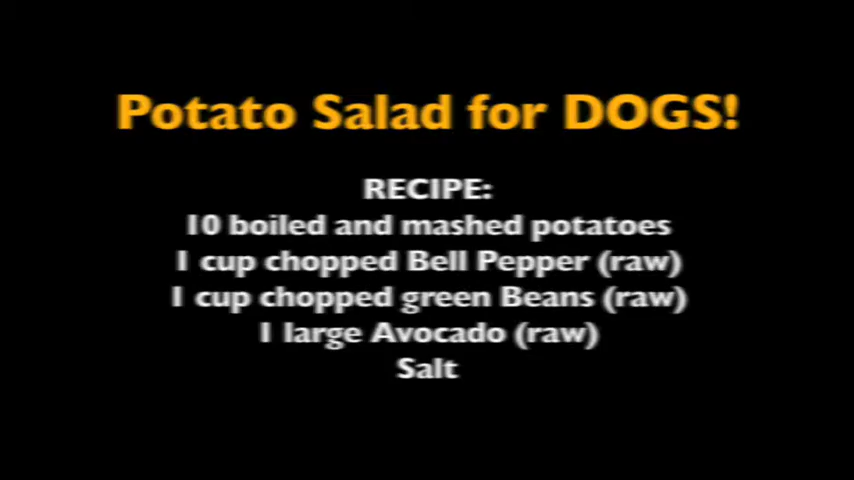 Potato Salad for DOGS!
RECIPE:
10 boiled and mashed potatoes
1 cup chopped Bell Pepper (raw)
1 cup chopped green Beans (raw)
1 large Avocado (raw)
Salt